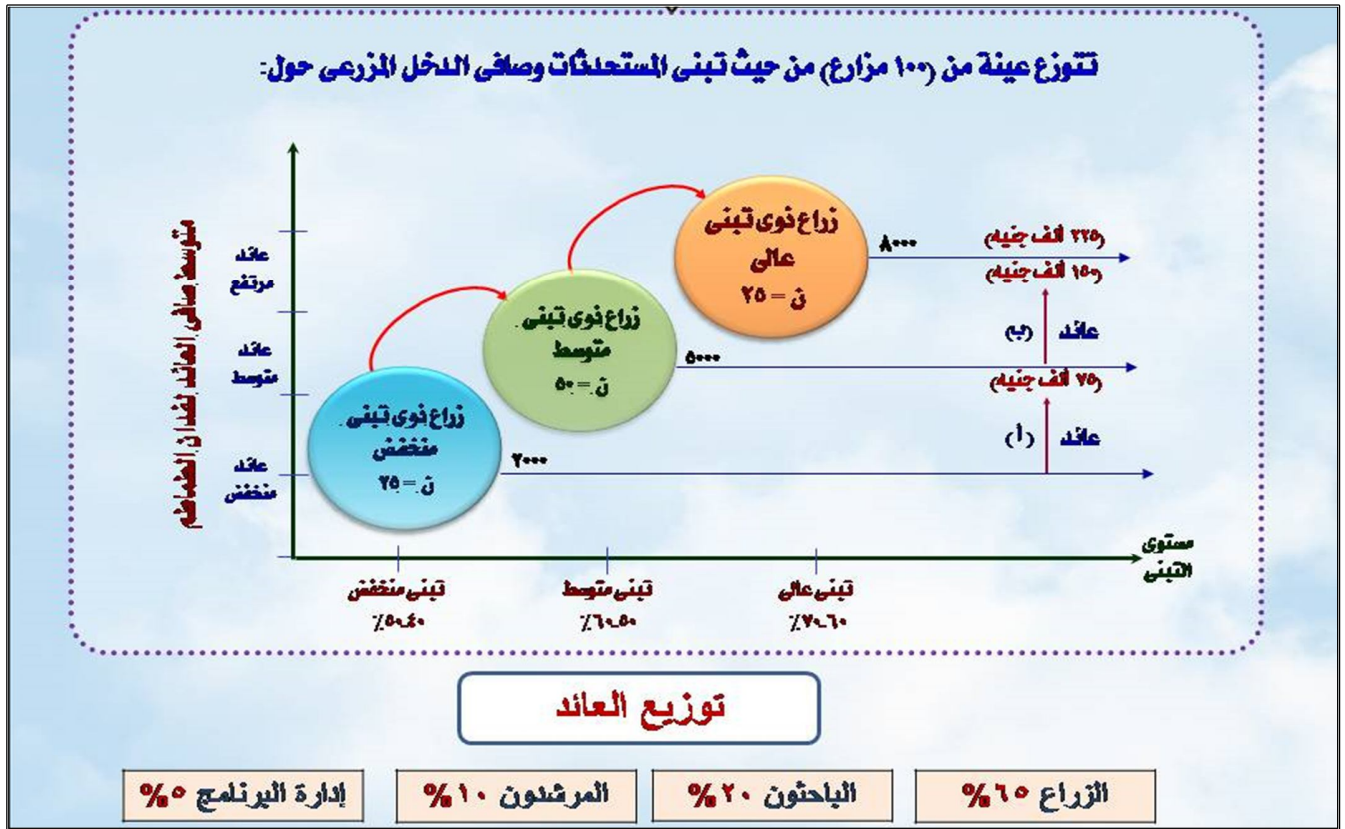 تتوزع عينة من (١٠٠ مزارع) من حيث تبنى المستحدثات وصافى الدخل المزرعى حول:
متوسط صافى العائد لفدان الطماطم
عائد
مرتفع
عائد
متوسط
عائد
منخفض
زراع ذوى تبنى
عالى
ن = ٢٥
٨٠٠٠
(٢٢٥ ألف جنيه)
(١٥٠ ألف جنيه)
عائد (ب)
زراع ذوى تبنى
متوسط
ن = ٥٠
٥٠٠٠
(٧٥ ألف جنيه)
عائد (أ)
زراع ذوى تبنى
منخفض
ن = ٢٥
٢٠٠٠
مستوى
التبنى
تبنى عالى
٦٠-٧٠٪
تبنى متوسط
٥٠-٦٠٪
تبنى منخفض
٤٠-٥٠٪
توزيع العائد
الزراع ٦٥%
الباحثون ٢٠%
المرشدون ١٠%
إدارة البرنامج ٥%